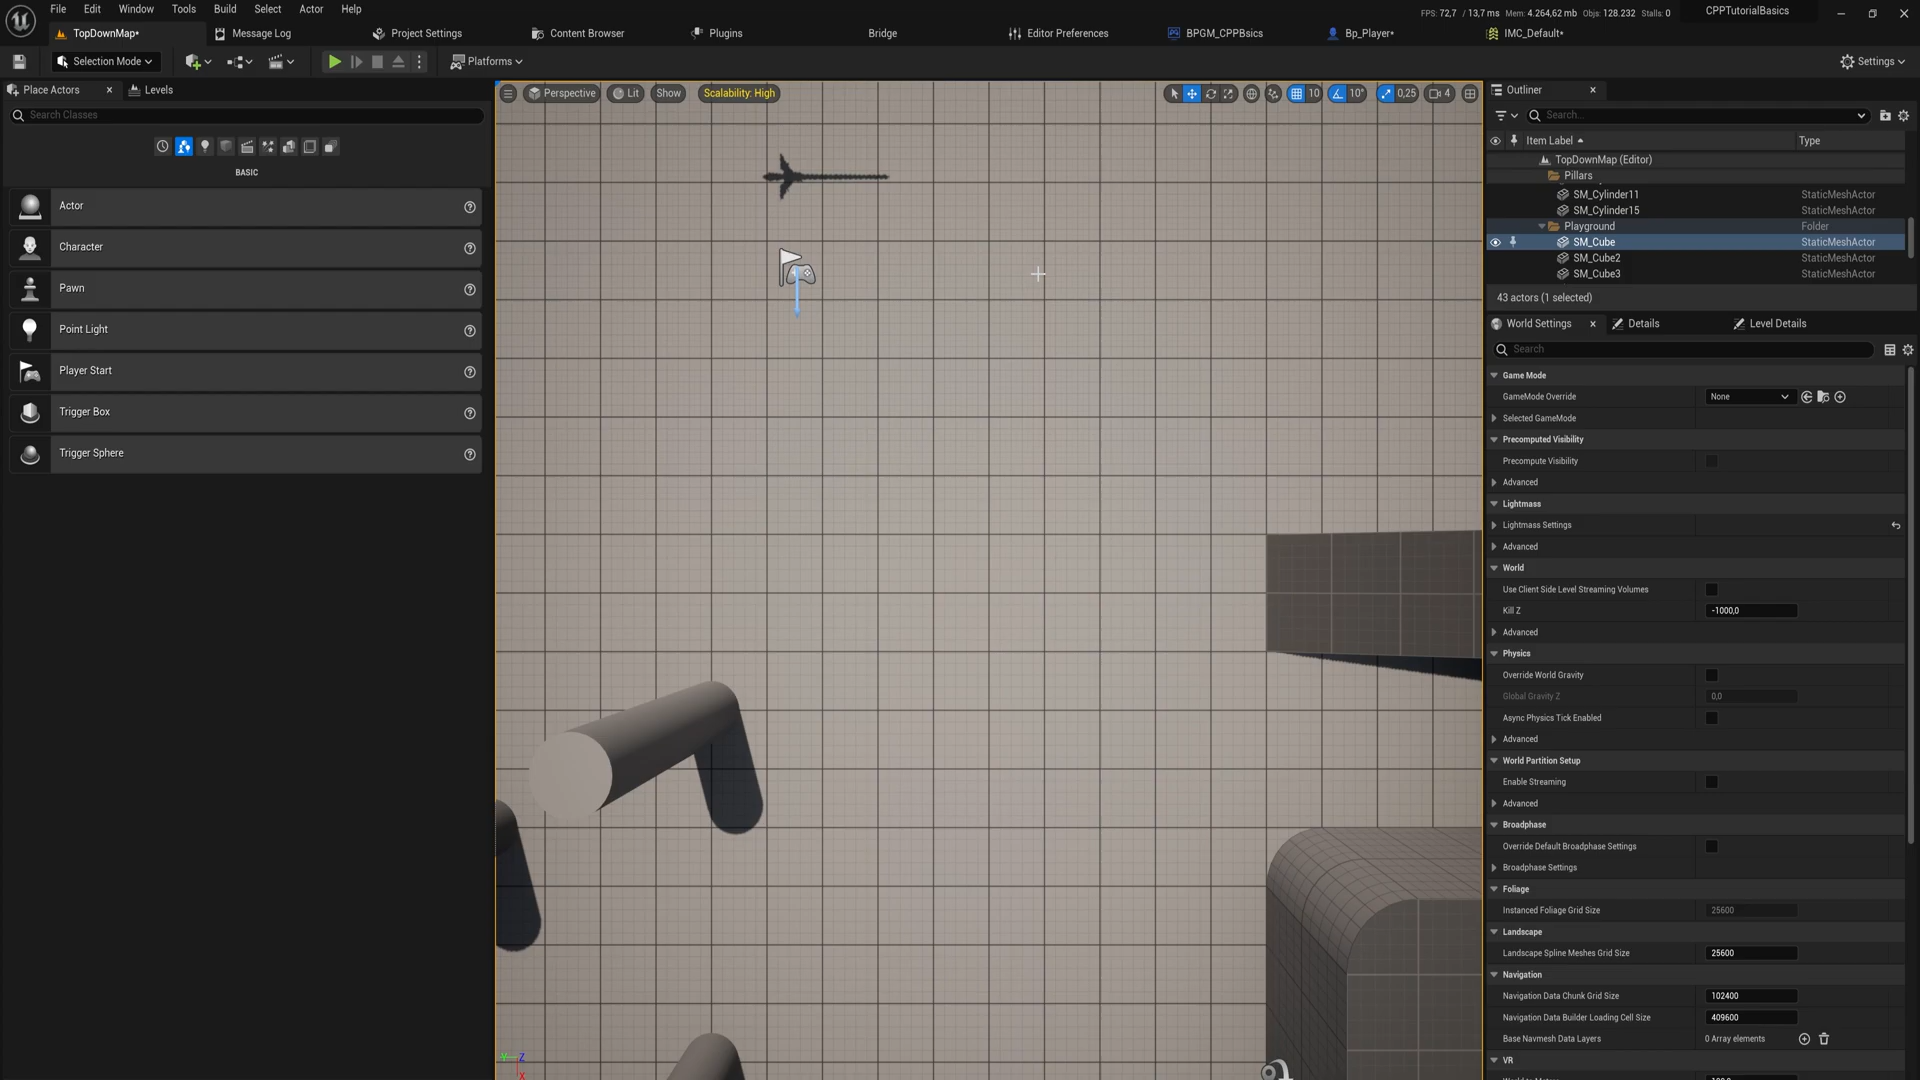 File Edit Window Tools Build Select Actor Help
FPS: 72,7 / 13,7 ms Mem: 4.264,62 mb Objs: 128.232 Stalls: 0
CPPTutorialBasics
TopDownMap• Message Log Project Settings Content Browser Plugins Bridge Editor Preferences BPGM_CPPBsics Bp_Player• IMC_Default•
Selection Mode Platforms Settings
Place Actors Levels
Search Classes
BASIC
Actor
Character
Pawn
Point Light
Player Start
Trigger Box
Trigger Sphere
Perspective Lit Show Scalability: High 10 10° 0,25 4
Y Z
X
Outliner
Search...
Item Label Type
TopDownMap (Editor)
Pillars
SM_Cylinder11 StaticMeshActor
SM_Cylinder15 StaticMeshActor
Playground Folder
SM_Cube StaticMeshActor
SM_Cube2 StaticMeshActor
SM_Cube3 StaticMeshActor
43 actors (1 selected)
World Settings Details Level Details
Search
Game Mode
GameMode Override None
Selected GameMode
Precomputed Visibility
Precompute Visibility
Advanced
Lightmass
Lightmass Settings
Advanced
World
Use Client Side Level Streaming Volumes
Kill Z -1000,0
Advanced
Physics
Override World Gravity
Global Gravity Z 0,0
Async Physics Tick Enabled
Advanced
World Partition Setup
Enable Streaming
Advanced
Broadphase
Override Default Broadphase Settings
Broadphase Settings
Foliage
Instanced Foliage Grid Size 25600
Landscape
Landscape Spline Meshes Grid Size 25600
Navigation
Navigation Data Chunk Grid Size 102400
Navigation Data Builder Loading Cell Size 409600
Base Navmesh Data Layers 0 Array elements
VR